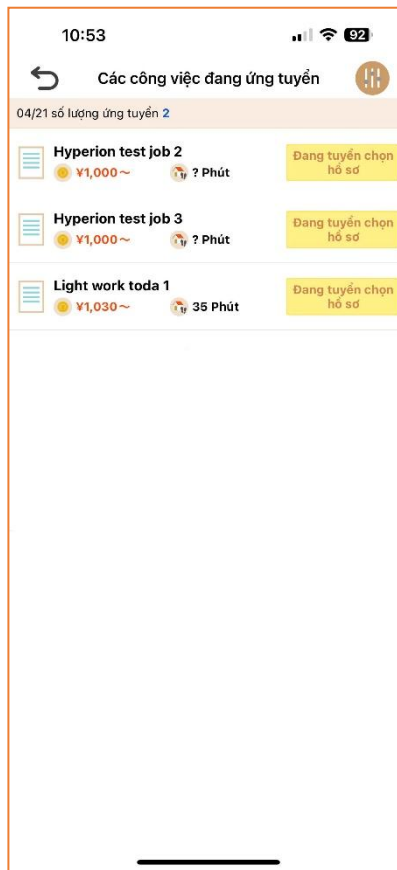 10:53
92
Các công việc đang ứng tuyển
04/21 số lượng ứng tuyển 2
Hyperion test job 2
¥1,000~ ? Phút
Đang tuyển chọn
hồ sơ
Hyperion test job 3
¥1,000~ ? Phút
Đang tuyển chọn
hồ sơ
Light work toda 1
¥1,030~ 35 Phút
Đang tuyển chọn
hồ sơ